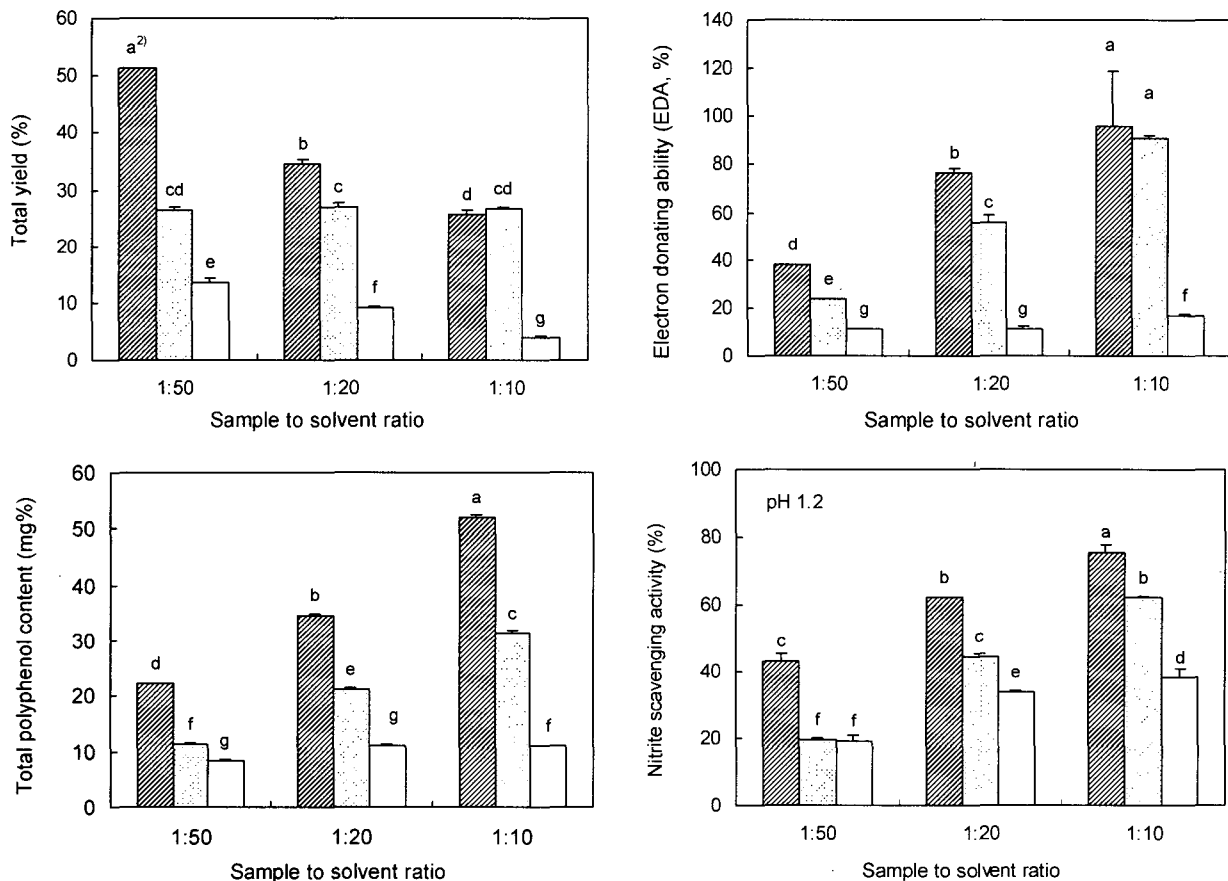 Total yield (%)
60
50
40
30
20
10
0
a2)
cd
e
b
c
f
d
cd
g
1:50 1:20 1:10
Sample to solvent ratio
Electron donating ability (EDA, %)
140
120
100
80
60
40
20
0
d
e
g
b
c
g
a
a
f
1:50 1:20 1:10
Sample to solvent ratio
Total polyphenol content (mg%)
60
50
40
30
20
10
0
d
f
g
b
e
g
a
c
f
1:50 1:20 1:10
Sample to solvent ratio
Nitrite scavenging activity (%)
100
80
60
40
20
0
pH 1.2
c
f
f
b
c
e
a
b
d
1:50 1:20 1:10
Sample to solvent ratio